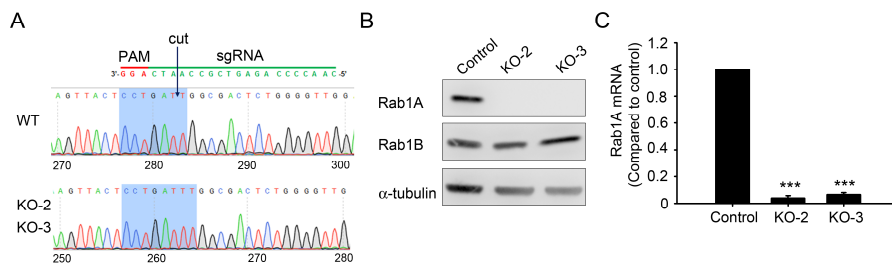 A
cut
PAM sgRNA
3'-GGACTAACCGCTGAGACCCCAAC-5'
AGTTACTCCTGATTGGCGACTCTGGGGTTGG
WT
270 280 290 300
AGTTACTCCTGATTTGGCGACTCTGGGGTTG
KO-2
KO-3
250 260 270 280
B
Control KO-2 KO-3
Rab1A
Rab1B
α-tubulin
C
Rab1A mRNA
(Compared to control)
1.2
1.0
0.8
0.6
0.4
0.2
0
*** ***
Control KO-2 KO-3